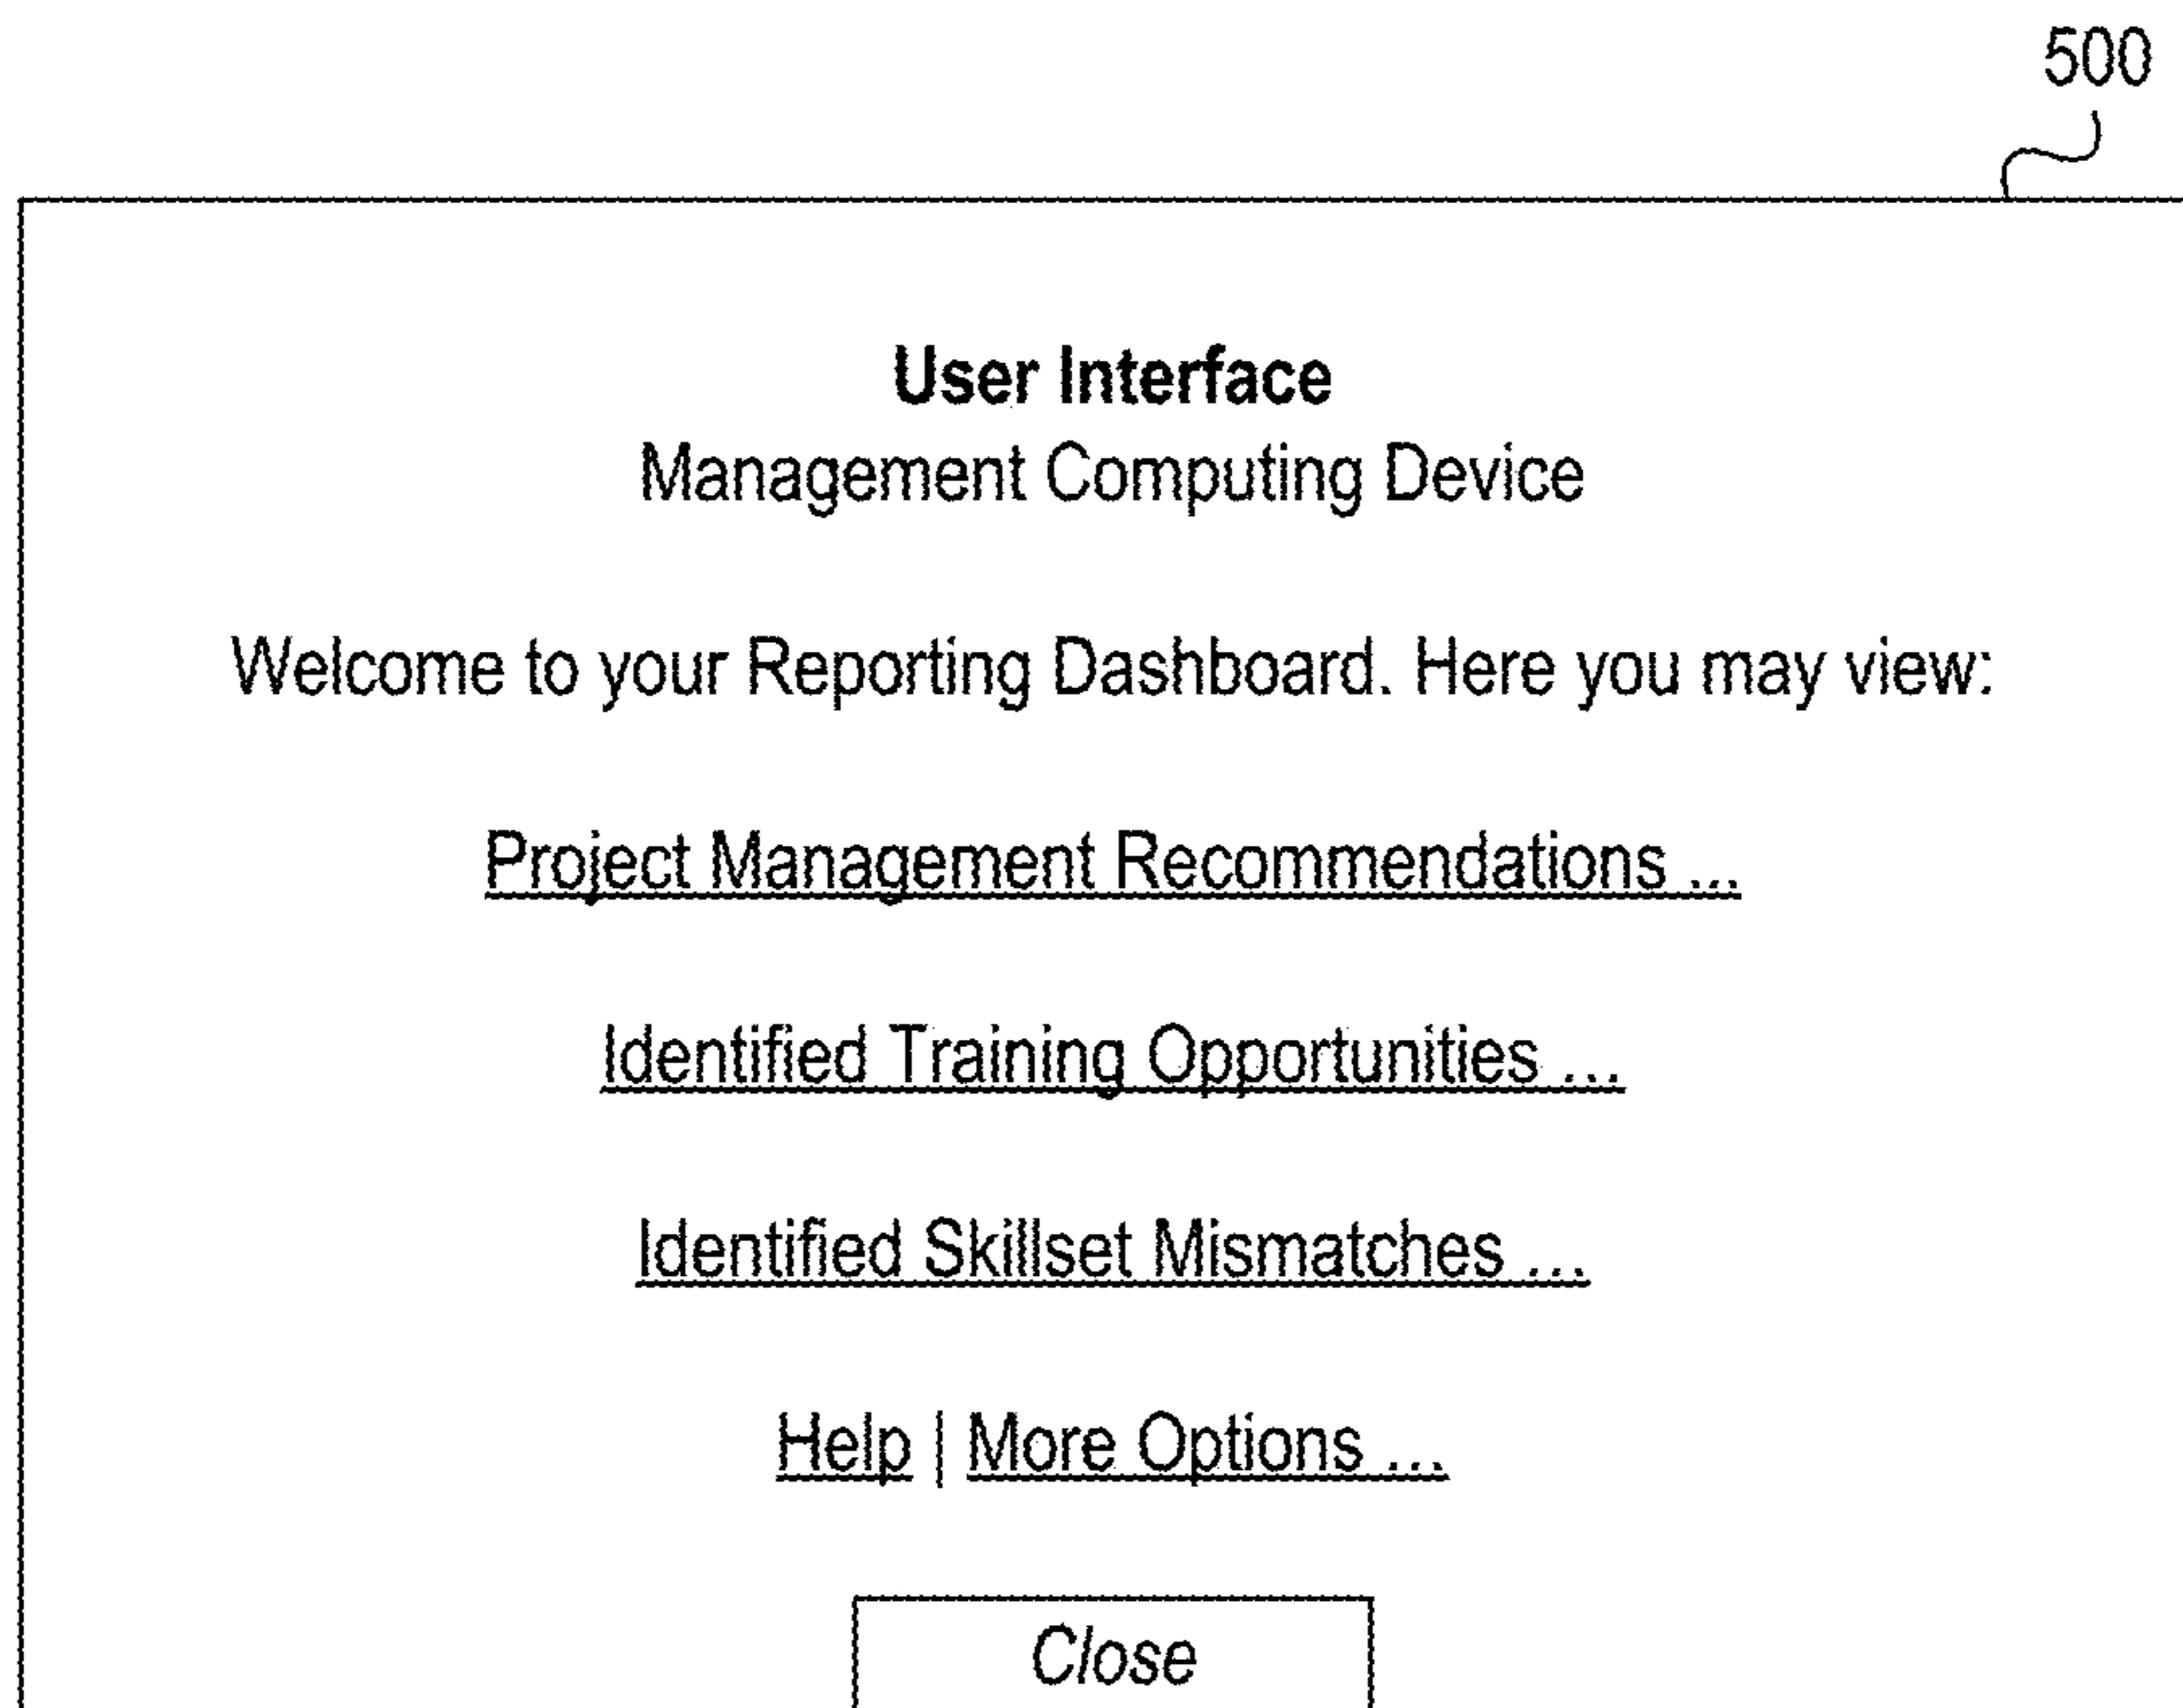 500
User Interface
Management Computing Device
Welcome to your Reporting Dashboard. Here you may view:
Project Management Recommendations ...
Identified Training Opportunities ...
Identified Skillset Mismatches ...
Help | More Options ...
Close